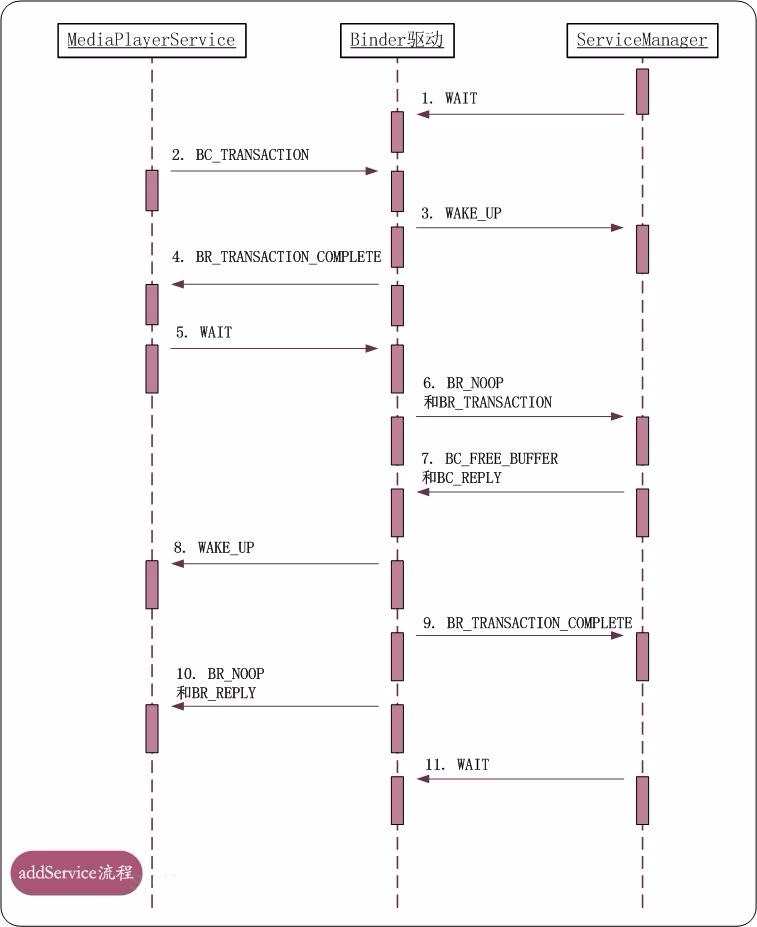 MediaPlayerService
Binder驱动
ServiceManager
1. WAIT
2. BC_TRANSACTION
3. WAKE_UP
4. BR_TRANSACTION_COMPLETE
5. WAIT
6. BR_NOOP
和BR_TRANSACTION
7. BC_FREE_BUFFER
和BC_REPLY
8. WAKE_UP
9. BR_TRANSACTION_COMPLETE
10. BR_NOOP
和BR_REPLY
11. WAIT
addService流程